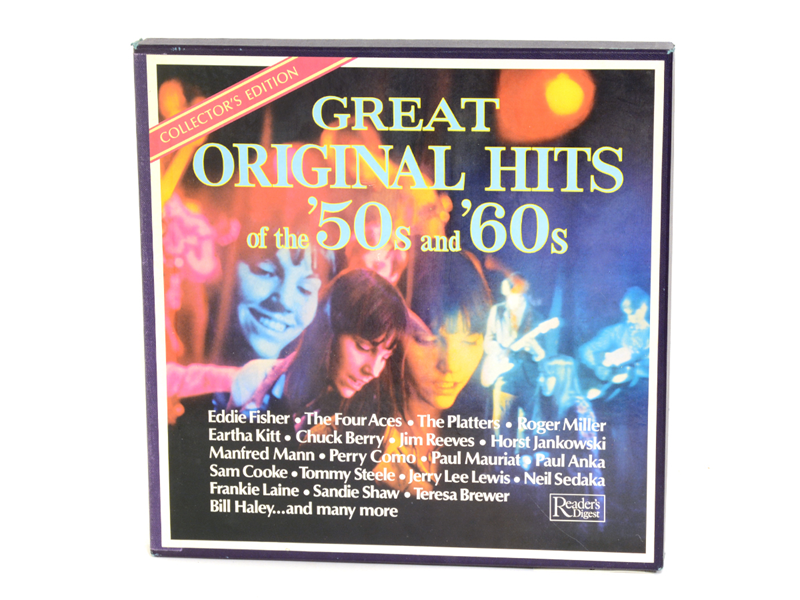 COLLECTOR'S EDITION
GREAT
ORIGINAL HITS
of the '50s and '60s
Eddie Fisher • The Four Aces • The Platters • Roger Miller
Eartha Kitt • Chuck Berry • Jim Reeves • Horst Jankowski
Manfred Mann • Perry Como • Paul Mauriat • Paul Anka
Sam Cooke • Tommy Steele • Jerry Lee Lewis • Neil Sedaka
Frankie Laine • Sandie Shaw • Teresa Brewer
Bill Haley...and many more
Reader's
Digest